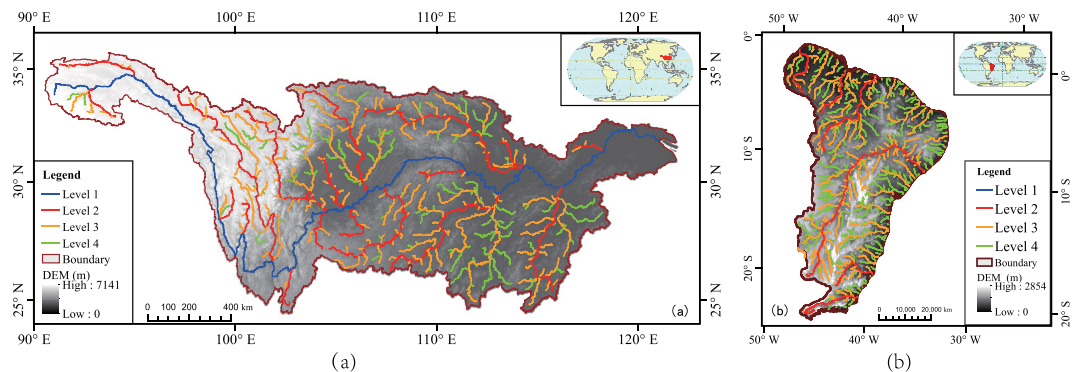 90° E 100° E 110° E 120° E
35° N
30° N
25° N
35° N
30° N
25° N
Legend
Level 1
Level 2
Level 3
Level 4
Boundary
DEM (m)
High : 7141
Low : 0
0 100 200 400 km
(a)
90° E 100° E 110° E 120° E
(a)
50° W 40° W 30° W
0°
10° S
20° S
0°
10° S
20° S
Legend
Level 1
Level 2
Level 3
Level 4
Boundary
DEM (m)
High : 2854
Low : 0
0 10,000 20,000 km
(b)
50° W 40° W 30° W
(b)